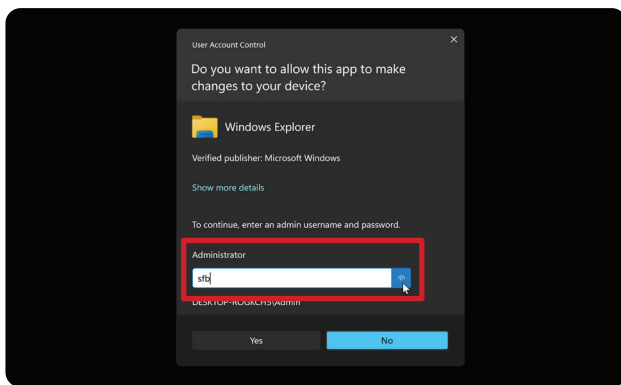 User Account Control
Do you want to allow this app to make
changes to your device?
Windows Explorer
Verified publisher: Microsoft Windows
Show more details
To continue, enter an admin username and password.
Administrator
sfb
Yes
No